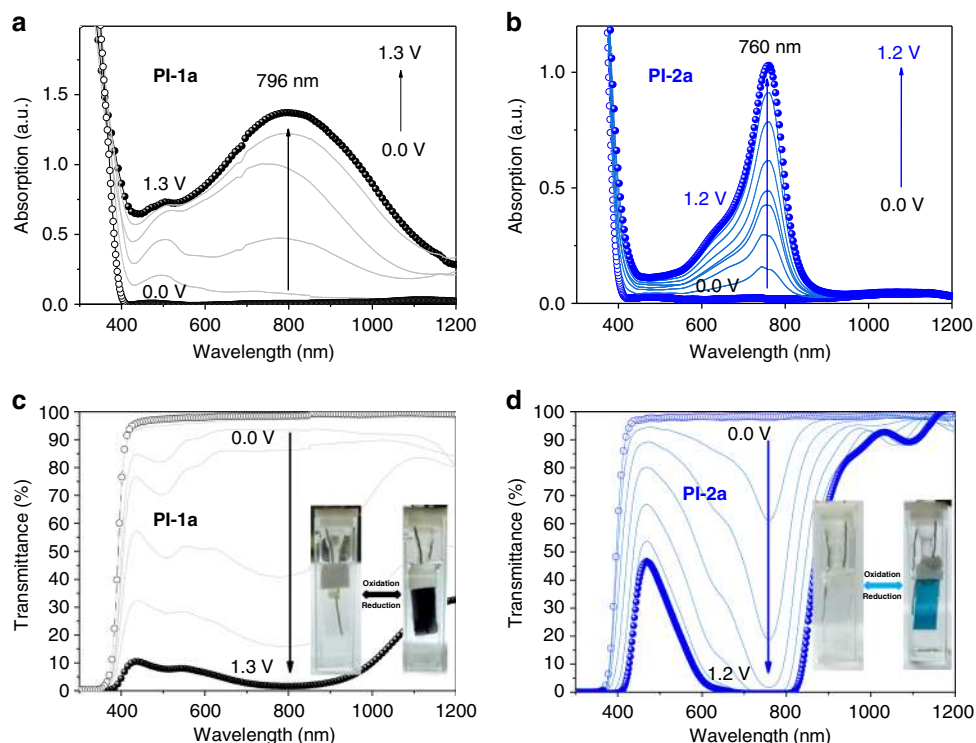 a
2.0
1.5
1.0
0.5
0.0
Absorption (a.u.)
PI-1a
796 nm
1.3 V
0.0 V
1.3 V
0.0 V
400 600 800 1000 1200
Wavelength (nm)
b
1.0
0.5
0.0
Absorption (a.u.)
PI-2a
760 nm
1.2 V
0.0 V
1.2 V
0.0 V
400 600 800 1000 1200
Wavelength (nm)
c
100
90
80
70
60
50
40
30
20
10
0
Transmittance (%)
0.0 V
PI-1a
Oxidation
Reduction
1.3 V
400 600 800 1000 1200
Wavelength (nm)
d
100
90
80
70
60
50
40
30
20
10
0
Transmittance (%)
0.0 V
PI-2a
Oxidation
Reduction
1.2 V
400 600 800 1000 1200
Wavelength (nm)